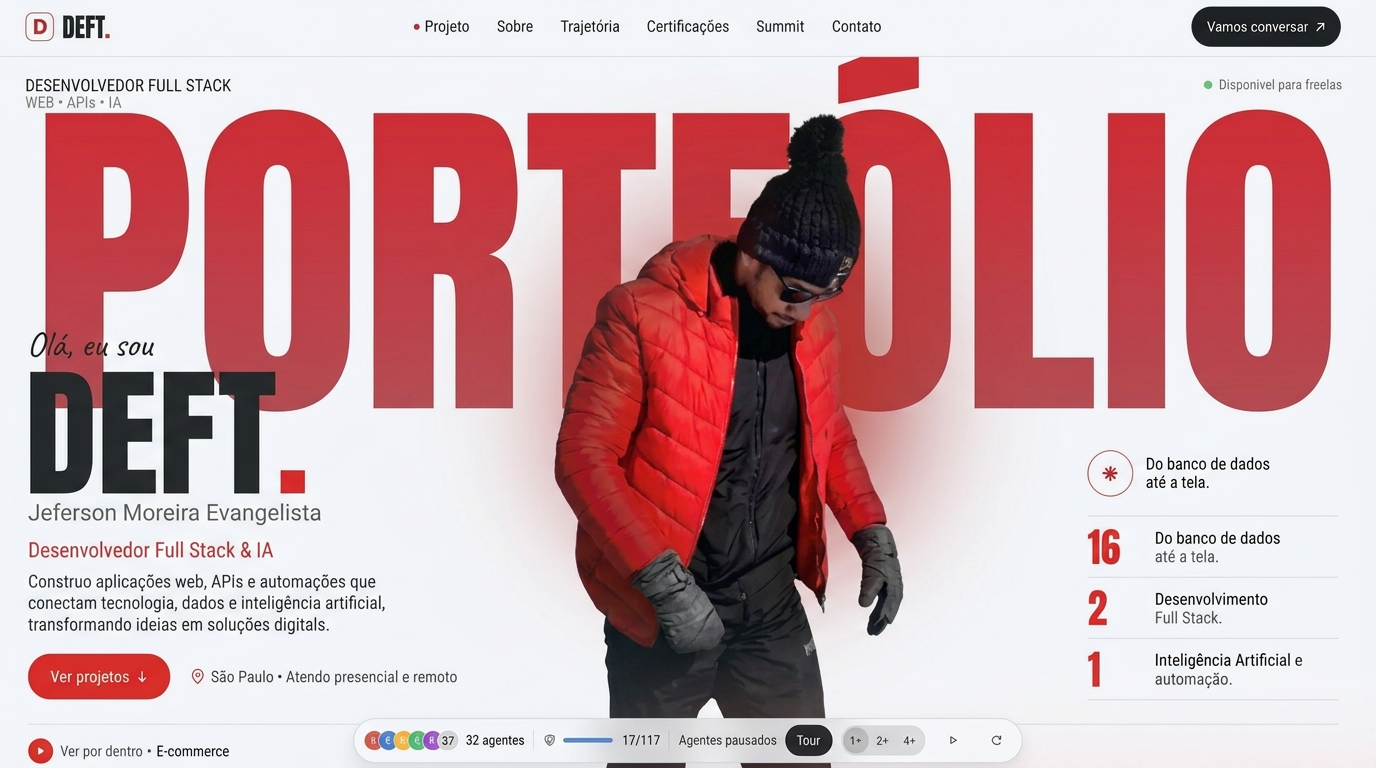 D DEFT.
Projeto
Sobre
Trajetória
Certificações
Summit
Contato
Vamos conversar
DESENVOLVEDOR FULL STACK
WEB • APIs • IA
Disponivel para freelas
PORTFÓLIO
Olá, eu sou
DEFT.
Jeferson Moreira Evangelista
Desenvolvedor Full Stack & IA
Construo aplicações web, APIs e automações que
conectam tecnologia, dados e inteligência artificial,
transformando ideias em soluções digitals.
Ver projetos ↓
São Paulo • Atendo presencial e remoto
Do banco de dados
até a tela.
16
Do banco de dados
até a tela.
2
Desenvolvimento
Full Stack.
1
Inteligência Artificial e
automação.
Ver por dentro • E-commerce
37
32 agentes
17/117
Agentes pausados
Tour
1+
2+
4+